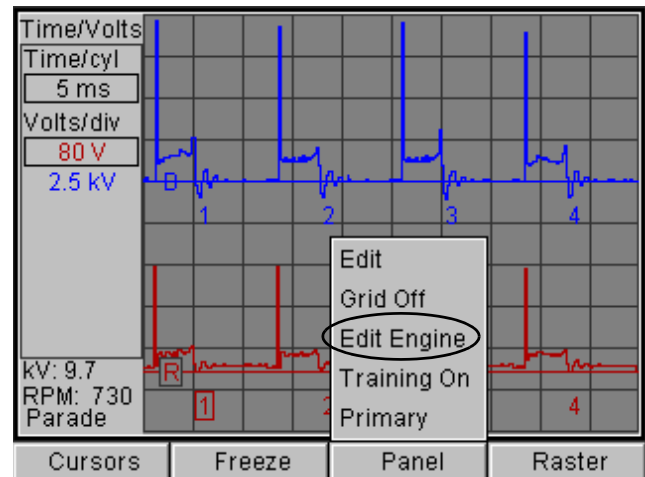 Time/Volts
Time/cyl
5 ms
Volts/div
80 V
2.5 kV
D
1 2 3 4
Edit
Grid Off
Edit Engine
Training On
Primary
R
1 2 4
kV: 9.7
RPM: 730
Parade
Cursors Freeze Panel Raster